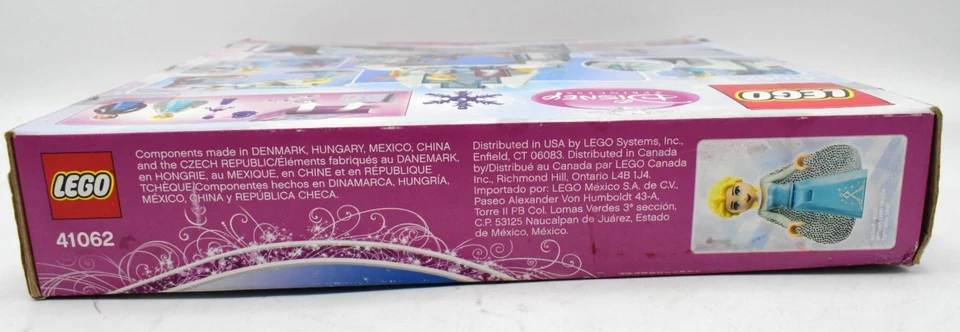 DISNEY
PRINCESS
LEGO
LEGO
41062
Components made in DENMARK, HUNGARY, MEXICO, CHINA
and the CZECH REPUBLIC/Éléments fabriqués au DANEMARK,
en HONGRIE, au MEXIQUE, en CHINE et en RÉPUBLIQUE
TCHÈQUE/Componentes hechos en DINAMARCA, HUNGRÍA,
MÉXICO, CHINA y REPÚBLICA CHECA.
Distributed in USA by LEGO Systems, Inc.,
Enfield, CT 06083. Distributed in Canada
by/Distribué au Canada par LEGO Canada
Inc., Richmond Hill, Ontario L4B 1J4.
Importado por: LEGO México S.A. de C.V.,
Paseo Alexander Von Humboldt 43-A,
Torre II PB Col. Lomas Verdes 3ª sección,
C.P. 53125 Naucalpan de Juárez, Estado
de México, México.